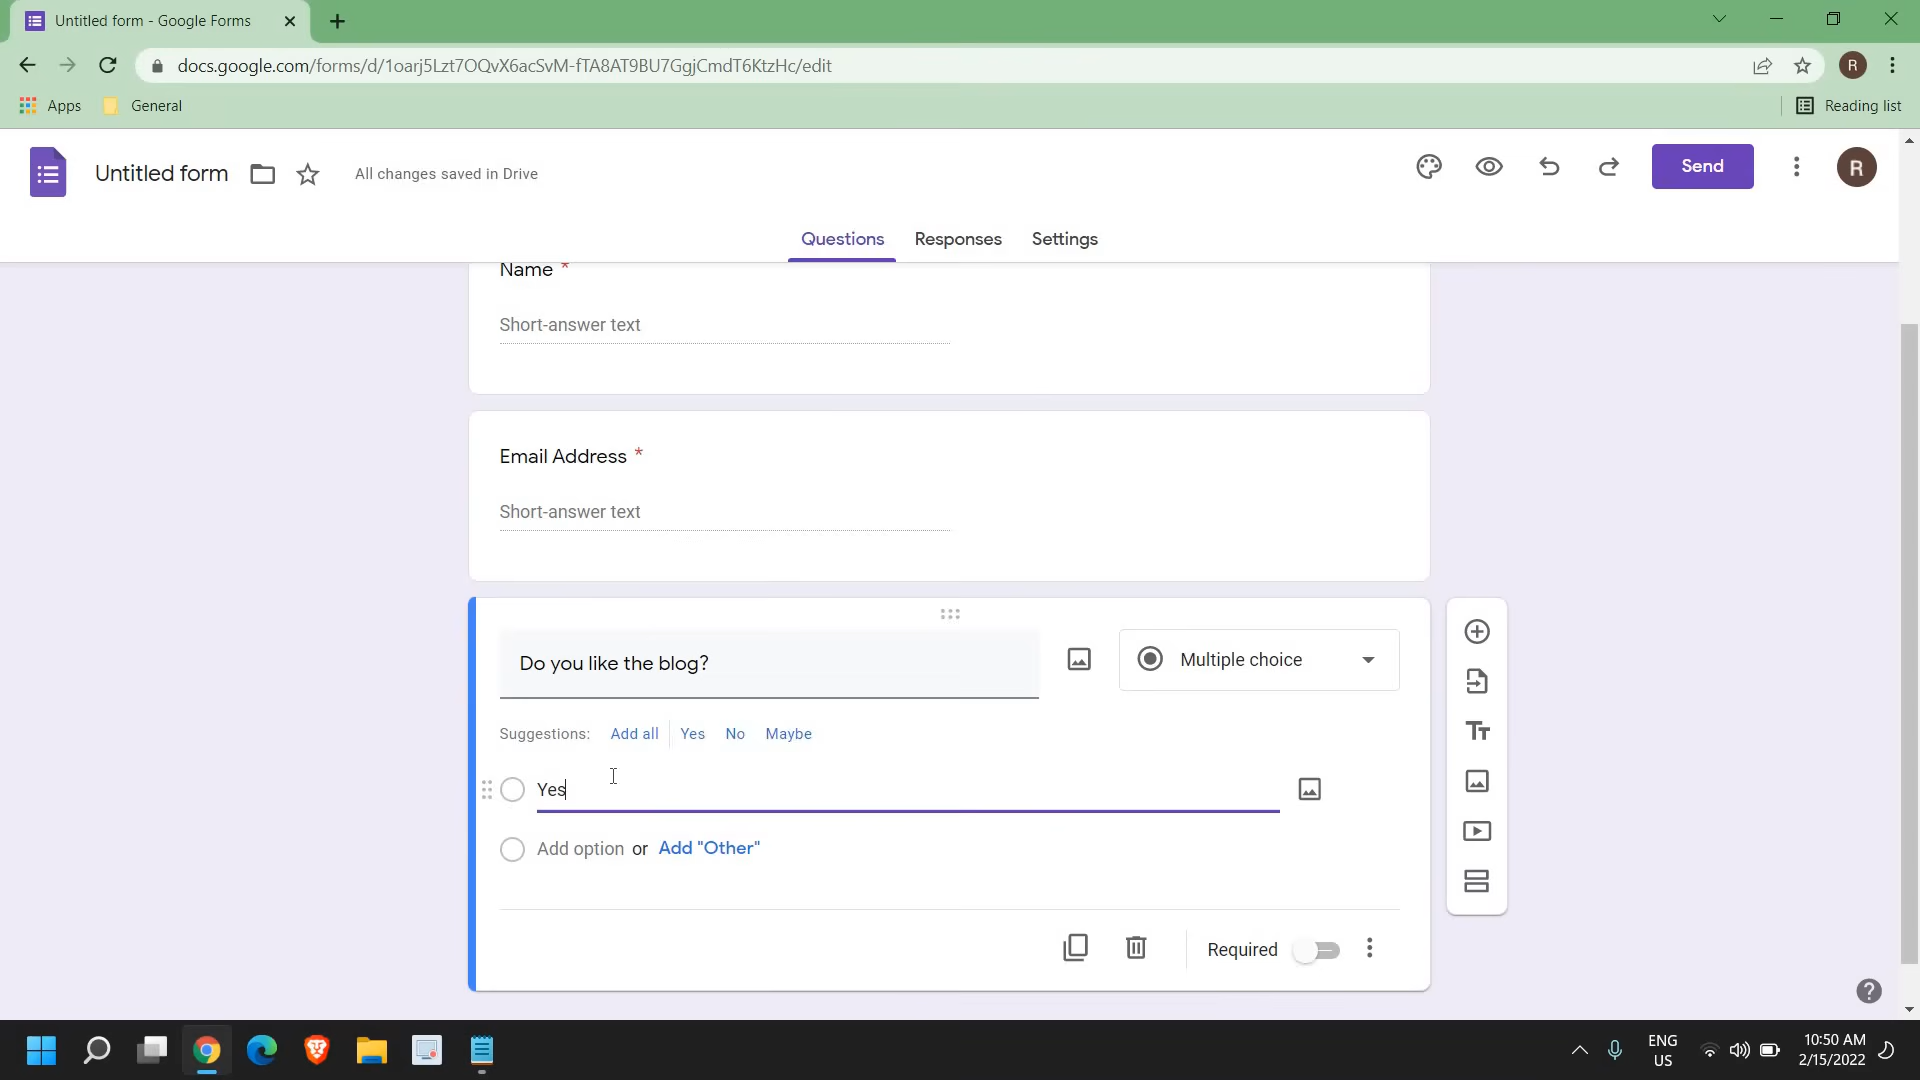 Untitled form - Google Forms
docs.google.com/forms/d/1oarj5Lzt7OQvX6acSvM-fTA8AT9BU7GgjCmdT6KtzHc/edit
R
Apps
General
Reading list
Untitled form
All changes saved in Drive
Send
R
Questions
Responses
Settings
Name *
Short-answer text
Email Address *
Short-answer text
Do you like the blog?
Multiple choice
Suggestions: Add all Yes No Maybe
Yes
Add option or Add "Other"
Required
ENG
US
10:50 AM
2/15/2022